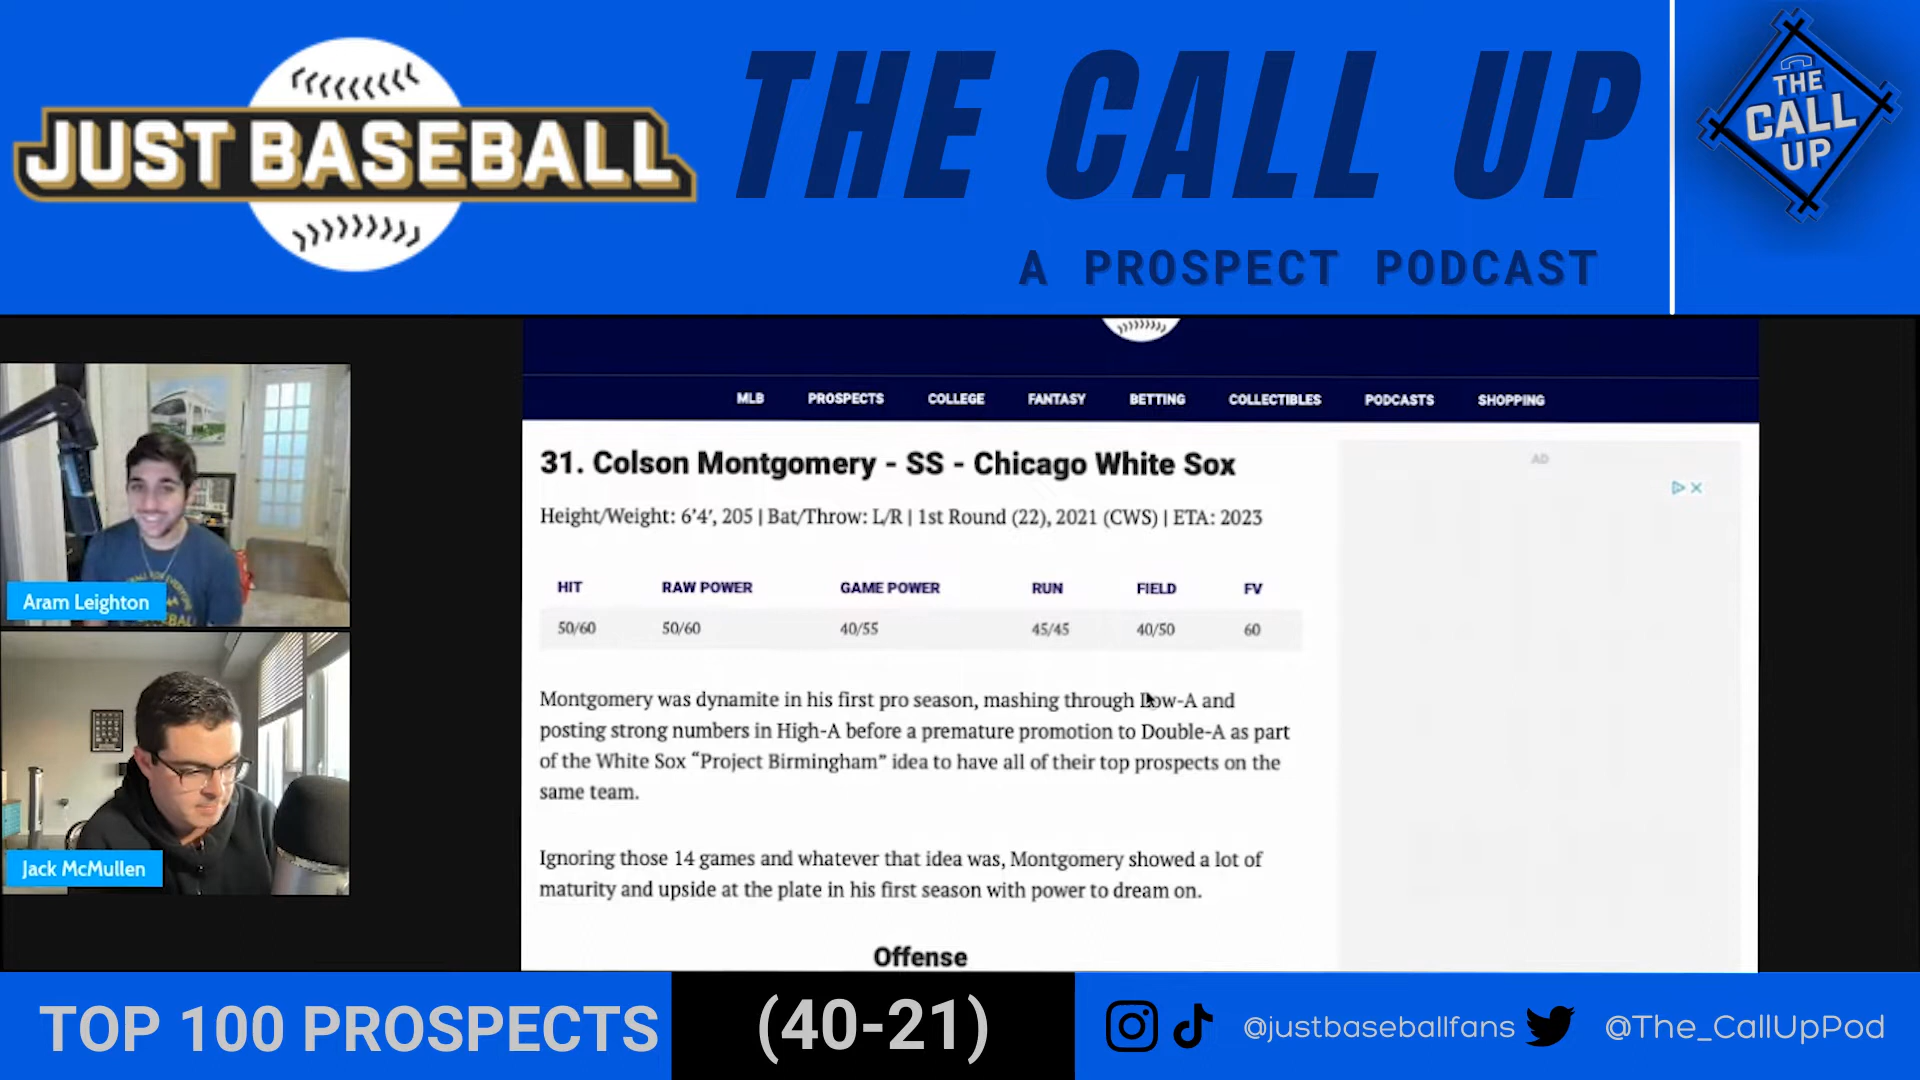 JUST BASEBALL
THE CALL UP
A PROSPECT PODCAST
THE
CALL
UP
MLB PROSPECTS COLLEGE FANTASY BETTING COLLECTIBLES PODCASTS SHOPPING
31. Colson Montgomery - SS - Chicago White Sox
AD
Height/Weight: 6’4′, 205 | Bat/Throw: L/R | 1st Round (22), 2021 (CWS) | ETA: 2023
HIT RAW POWER GAME POWER RUN FIELD FV
50/60 50/60 40/55 45/45 40/50 60
Montgomery was dynamite in his first pro season, mashing through Low-A and
posting strong numbers in High-A before a premature promotion to Double-A as part
of the White Sox “Project Birmingham” idea to have all of their top prospects on the
same team.
Ignoring those 14 games and whatever that idea was, Montgomery showed a lot of
maturity and upside at the plate in his first season with power to dream on.
Offense
Aram Leighton
Jack McMullen
TOP 100 PROSPECTS (40-21) @justbaseballfans @The_CallUpPod